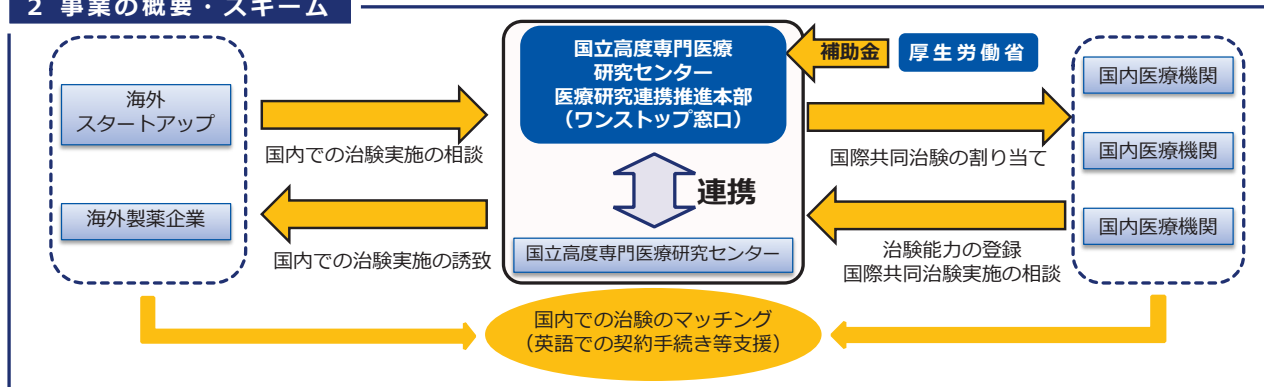 2 事業の概要・スキーム
海外
スタートアップ
海外製薬企業
国内での治験実施の相談
国内での治験実施の誘致
国立高度専門医療
研究センター
医療研究連携推進本部
（ワンストップ窓口）
連携
国立高度専門医療研究センター
補助金
厚生労働省
国際共同治験の割り当て
治験能力の登録
国際共同治験実施の相談
国内医療機関
国内医療機関
国内医療機関
国内での治験のマッチング
（英語での契約手続き等支援）